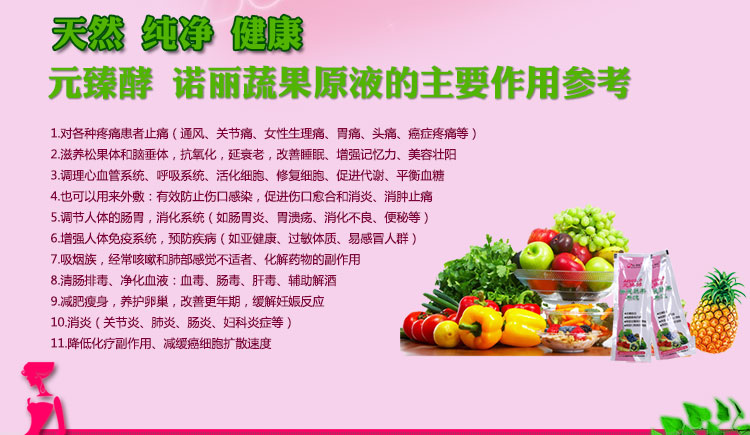 天然 纯净 健康
元臻酵 诺丽蔬果原液的主要作用参考
1.对各种疼痛患者止痛（通风、关节痛、女性生理痛、胃痛、头痛、癌症疼痛等）
2.滋养松果体和脑垂体，抗氧化，延衰老，改善睡眠、增强记忆力、美容壮阳
3.调理心血管系统、呼吸系统、活化细胞、修复细胞、促进代谢、平衡血糖
4.也可以用来外敷：有效防止伤口感染，促进伤口愈合和消炎、消肿止痛
5.调节人体的肠胃，消化系统（如肠胃炎、胃溃疡、消化不良、便秘等）
6.增强人体免疫系统，预防疾病（如亚健康、过敏体质、易感冒人群）
7.吸烟族，经常咳嗽和肺部感觉不适者、化解药物的副作用
8.清肠排毒、净化血液：血毒、肠毒、肝毒、辅助解酒
9.减肥瘦身，养护卵巢，改善更年期，缓解妊娠反应
10.消炎（关节炎、肺炎、肠炎、妇科炎症等）
11.降低化疗副作用、减缓癌细胞扩散速度